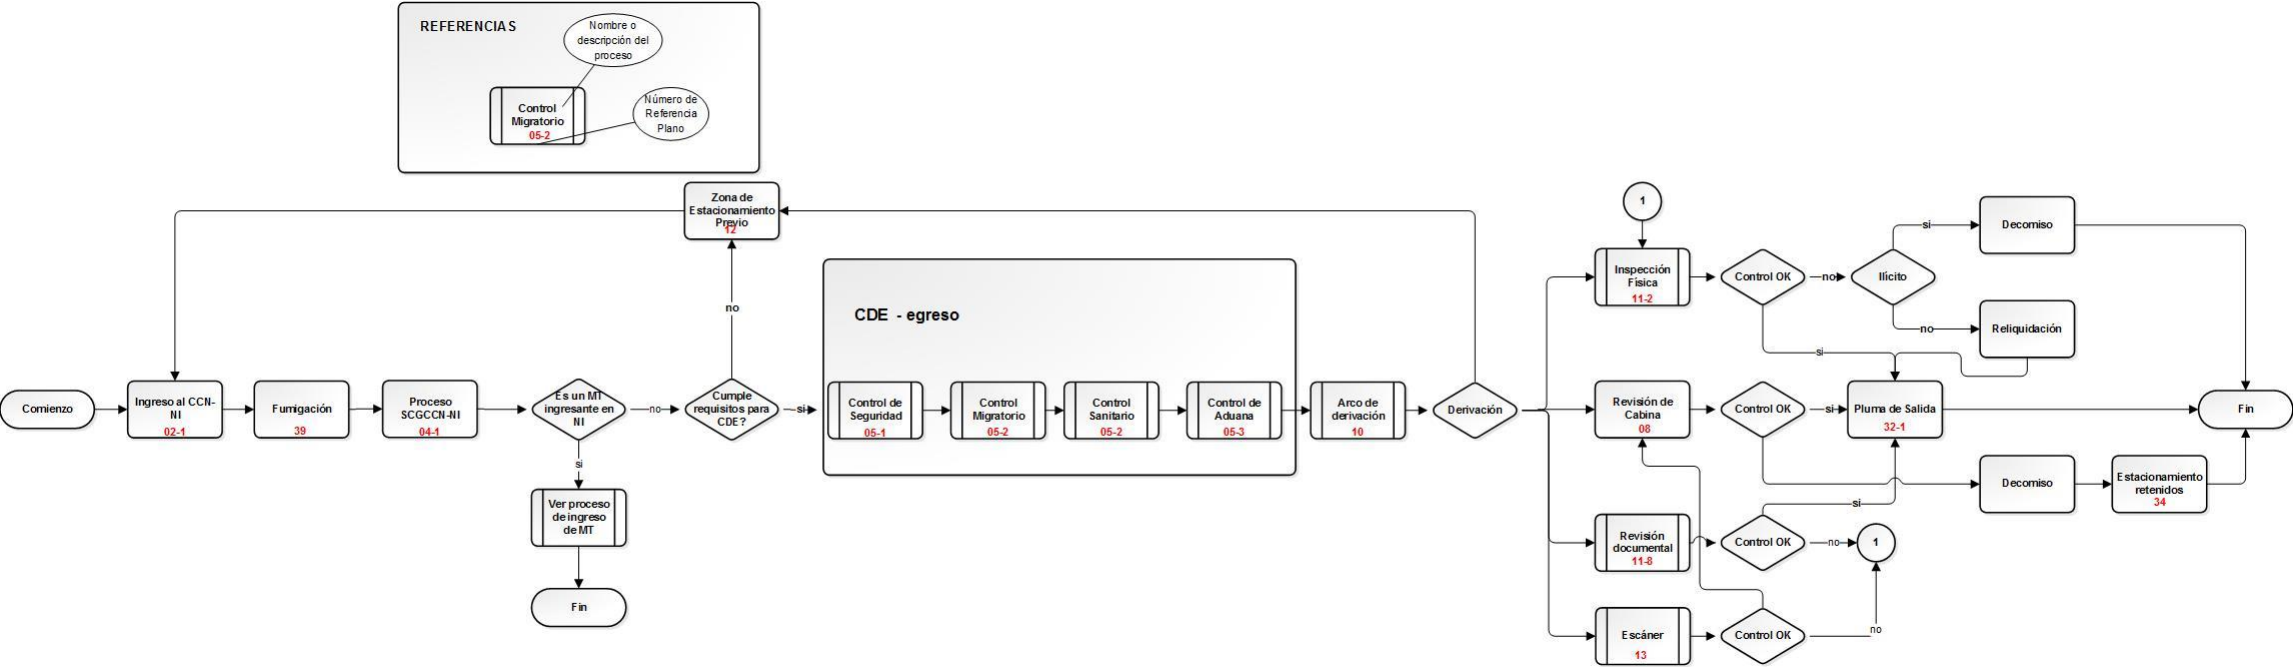 REFERENCIAS
Nombre o
descripción del
proceso
Control
Migratorio
05-2
Número de
Referencia
Plano
Zona de
Estacionamiento
Previo
12
no
CDE - egreso
Comienzo
Ingreso al CCN-
NI
02-1
Fumigación
39
Proceso
SCGCCN-NI
04-1
Es un MT
ingresante en
NI
no
si
Ver proceso
de ingreso
de MT
Fin
Cumple
requisitos para
CDE?
si
Control de
Seguridad
05-1
Control
Migratorio
05-2
Control
Sanitario
05-2
Control de
Aduana
05-3
Arco de
derivación
10
Derivación
1
Inspección
Física
11-2
Control OK
no
Ilícito
si
Decomiso
no
Reliquidación
si
Revisión de
Cabina
08
Control OK
si
Pluma de Salida
32-1
Fin
Decomiso
Estacionamiento
retenidos
34
si
Revisión
documental
11-8
Control OK
no
1
Escáner
13
Control OK
no